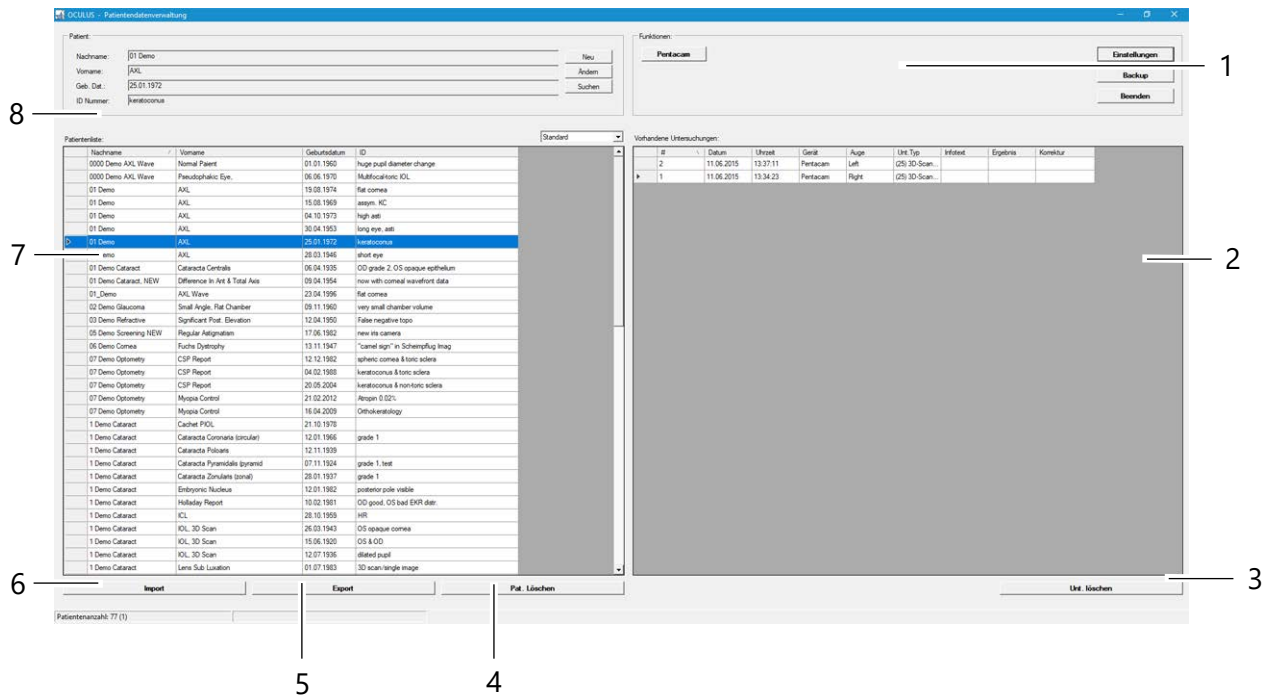 OCULUS - Patientendatenverwaltung
Patient:
Nachname: 01 Demo Neu
Vorname: AXL Ändern
Geb. Dat.: 25.01.1972 Suchen
ID Nummer: keratoconus
Funktionen:
Pentacam Einstellungen
Backup
Beenden
1
8
Patientenliste: Standard
Nachname Vorname Geburtsdatum ID
0000 Demo AXL Wave Normal Paient 01.01.1960 huge pupil diameter change
0000 Demo AXL Wave Pseudophakic Eye, 06.06.1970 Multifocal-toric IOL
01 Demo AXL 19.08.1974 flat cornea
01 Demo AXL 15.08.1969 assym. KC
01 Demo AXL 04.10.1973 high asti
01 Demo AXL 30.04.1953 long eye, asti
01 Demo AXL 25.01.1972 keratoconus
emo AXL 28.03.1946 short eye
01 Demo Cataract Cataracta Centralis 06.04.1935 OD grade 2, OS opaque epithelium
01 Demo Cataract, NEW Difference In Ant & Total Axis 09.04.1954 now with corneal wavefront data
01_Demo AXL Wave 23.04.1996 flat cornea
02 Demo Glaucoma Small Angle, Flat Chamber 09.11.1960 very small chamber volume
03 Demo Refractive Significant Post. Elevation 12.04.1950 False negative topo
05 Demo Screening NEW Regular Astigmatism 17.06.1982 new iris camera
06 Demo Cornea Fuchs Dystrophy 13.11.1947 "camel sign" in Scheimpflug Imag
07 Demo Optometry CSP Report 12.12.1982 spheric cornea & toric sclera
07 Demo Optometry CSP Report 04.02.1988 keratoconus & toric sclera
07 Demo Optometry CSP Report 20.05.2004 keratoconus & non-toric sclera
07 Demo Optometry Myopia Control 21.02.2012 Atropin 0.02%
07 Demo Optometry Myopia Control 16.04.2009 Orthokeratology
1 Demo Cataract Cachet PIOL 21.10.1978
1 Demo Cataract Cataracta Coronaria (circular) 12.01.1966 grade 1
1 Demo Cataract Cataracta Poloaris 12.11.1939
1 Demo Cataract Cataracta Pyramidalis (pyramid 07.11.1924 grade 1, test
1 Demo Cataract Cataracta Zonularis (zonal) 28.01.1937 grade 1
1 Demo Cataract Embryonic Nucleus 12.01.1982 posterior pole visible
1 Demo Cataract Holladay Report 10.02.1981 OD good, OS bad EKR distr.
1 Demo Cataract ICL 28.10.1959 HR
1 Demo Cataract IOL, 3D Scan 26.03.1943 OS opaque cornea
1 Demo Cataract IOL, 3D Scan 15.06.1920 OS & OD
1 Demo Cataract IOL, 3D Scan 12.07.1936 dilated pupil
1 Demo Cataract Lens Sub Luxation 01.07.1983 3D scan/single image
Vorhandene Untersuchungen:
# Datum Uhrzeit Gerät Auge Unt.Typ Infotext Ergebnis Korrektur
2 11.06.2015 13:37:11 Pentacam Left (25) 3D-Scan...
1 11.06.2015 13:34:23 Pentacam Right (25) 3D-Scan...
7
2
6
3
Import Export Pat. Löschen Unt. löschen
Patientenanzahl: 77 (1)
5
4